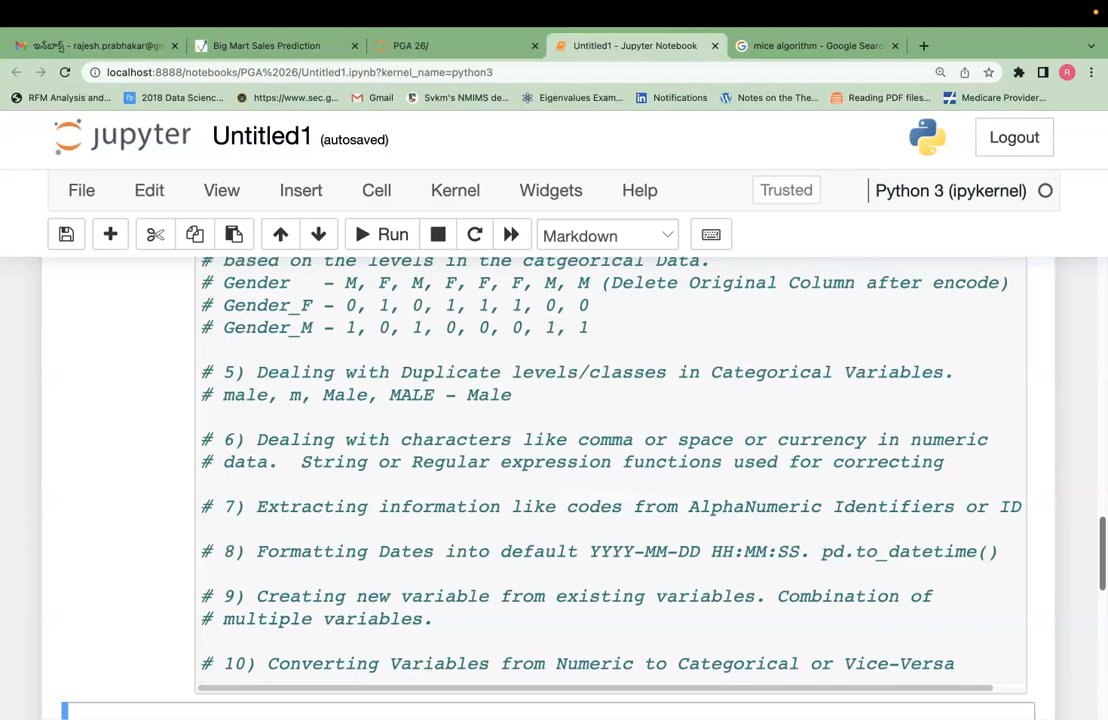 ఇన్‌బాక్స్ - rajesh.prabhakar@gm
Big Mart Sales Prediction
PGA 26/
Untitled1 - Jupyter Notebook
mice algorithm - Google Searc
localhost:8888/notebooks/PGA%2026/Untitled1.ipynb?kernel_name=python3
RFM Analysis and...
2018 Data Scienc...
https://www.sec.g...
Gmail
Svkm's NMIMS de...
Eigenvalues Exam...
Notifications
Notes on the The...
Reading PDF files...
Medicare Provider...
jupyter Untitled1 (autosaved)
Logout
File Edit View Insert Cell Kernel Widgets Help
Trusted
Python 3 (ipykernel)
Run
Markdown
based on the levels in the catgeorical Data.
# Gender - M, F, M, F, F, F, M, M (Delete Original Column after encode)
# Gender_F - 0, 1, 0, 1, 1, 1, 0, 0
# Gender_M - 1, 0, 1, 0, 0, 0, 1, 1
# 5) Dealing with Duplicate levels/classes in Categorical Variables.
# male, m, Male, MALE - Male
# 6) Dealing with characters like comma or space or currency in numeric
# data. String or Regular expression functions used for correcting
# 7) Extracting information like codes from AlphaNumeric Identifiers or ID
# 8) Formatting Dates into default YYYY-MM-DD HH:MM:SS. pd.to_datetime()
# 9) Creating new variable from existing variables. Combination of
# multiple variables.
# 10) Converting Variables from Numeric to Categorical or Vice-Versa